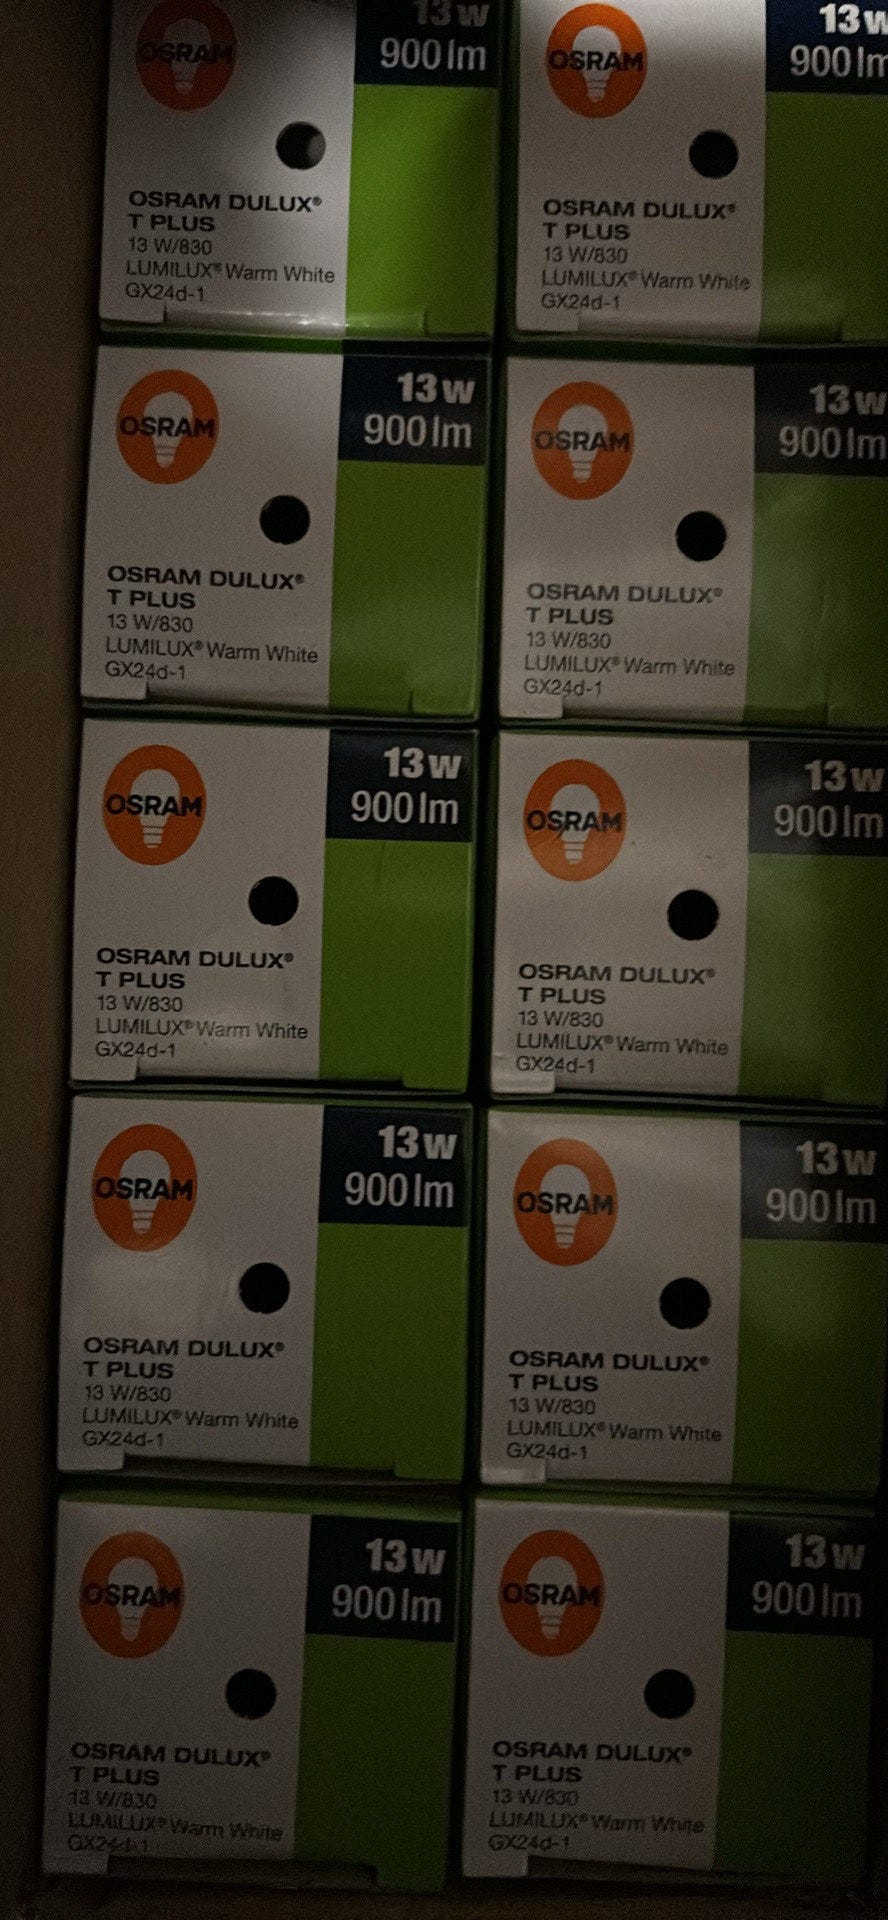 OSRAM
13 w
900 lm
OSRAM DULUX®
T PLUS
13 W/830
LUMILUX® Warm White
GX24d-1
OSRAM
13 w
900 lm
OSRAM DULUX®
T PLUS
13 W/830
LUMILUX® Warm White
GX24d-1
OSRAM
13 w
900 lm
OSRAM DULUX®
T PLUS
13 W/830
LUMILUX® Warm White
GX24d-1
OSRAM
13 w
900 lm
OSRAM DULUX®
T PLUS
13 W/830
LUMILUX® Warm White
GX24d-1
OSRAM
13 w
900 lm
OSRAM DULUX®
T PLUS
13 W/830
LUMILUX® Warm White
GX24d-1
OSRAM
13 w
900 lm
OSRAM DULUX®
T PLUS
13 W/830
LUMILUX® Warm White
GX24d-1
OSRAM
13 w
900 lm
OSRAM DULUX®
T PLUS
13 W/830
LUMILUX® Warm White
GX24d-1
OSRAM
13 w
900 lm
OSRAM DULUX®
T PLUS
13 W/830
LUMILUX® Warm White
GX24d-1
OSRAM
13 w
900 lm
OSRAM DULUX®
T PLUS
13 W/830
LUMILUX® Warm White
GX24d-1
OSRAM
13 w
900 lm
OSRAM DULUX®
T PLUS
13 W/830
LUMILUX® Warm White
GX24d-1